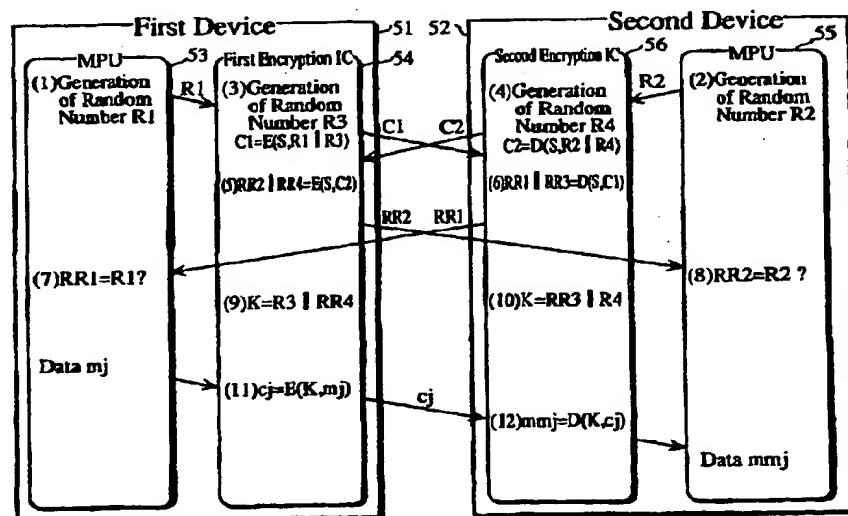 First Device
51
52
Second Device
MPU
53
First Encryption IC
54
Second Encryption IC
56
MPU
55
(1)Generation
of Random
Number R1
R1
(3)Generation
of Random
Number R3
C1=E(S,R1 || R3)
C1
C2
(4)Generation
of Random
Number R4
C2=D(S,R2 || R4)
R2
(2)Generation
of Random
Number R2
(5)RR2 || RR4=E(S,C2)
(6)RR1 || RR3=D(S,C1)
RR2
RR1
(7)RR1=R1?
(8)RR2=R2 ?
(9)K=R3 || RR4
(10)K=RR3 || R4
Data mj
(11)cj=E(K,mj)
cj
(12)mmj=D(K,cj)
Data mmj